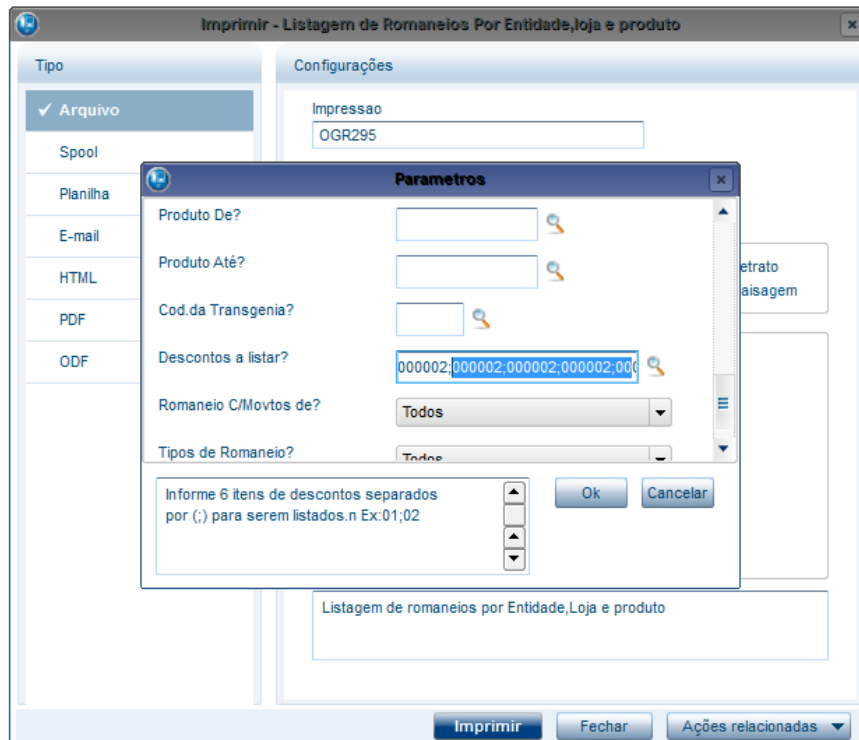 Imprimir - Listagem de Romaneios Por Entidade,loja e produto
Tipo
Configurações
Arquivo
Spool
Planilha
E-mail
HTML
PDF
ODF
Impressao
OGR295
etrato
aisagem
Parametros
Produto De?
Produto Até?
Cod.da Transgenia?
Descontos a listar?
000002;000002;000002;000002;00
Romaneio C/Movtos de?
Todos
Tipos de Romaneio?
Todos
Informe 6 itens de descontos separados
por (;) para serem listados.n Ex:01;02
Ok
Cancelar
Listagem de romaneios por Entidade,Loja e produto
Imprimir
Fechar
Ações relacionadas